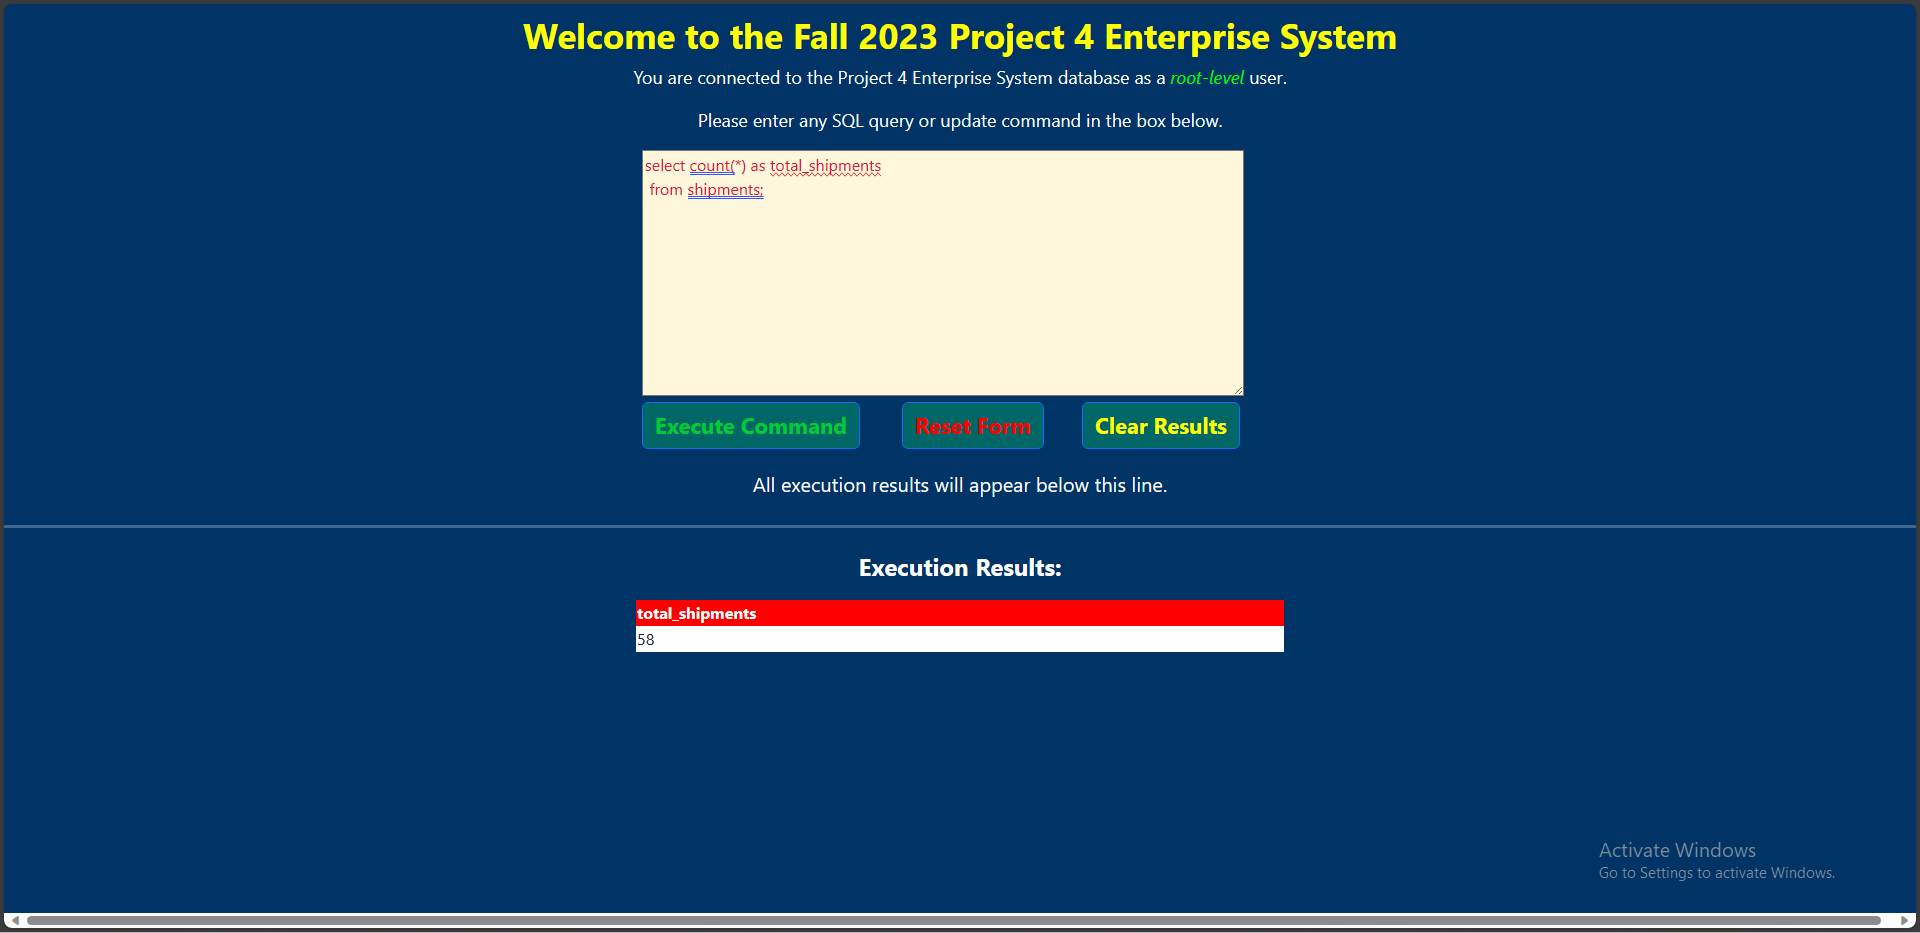 Welcome to the Fall 2023 Project 4 Enterprise System
You are connected to the Project 4 Enterprise System database as a root-level user.
Please enter any SQL query or update command in the box below.
select count(*) as total_shipments
from shipments;
Execute Command Reset Form Clear Results
All execution results will appear below this line.
Execution Results:
total_shipments
58
Activate Windows
Go to Settings to activate Windows.